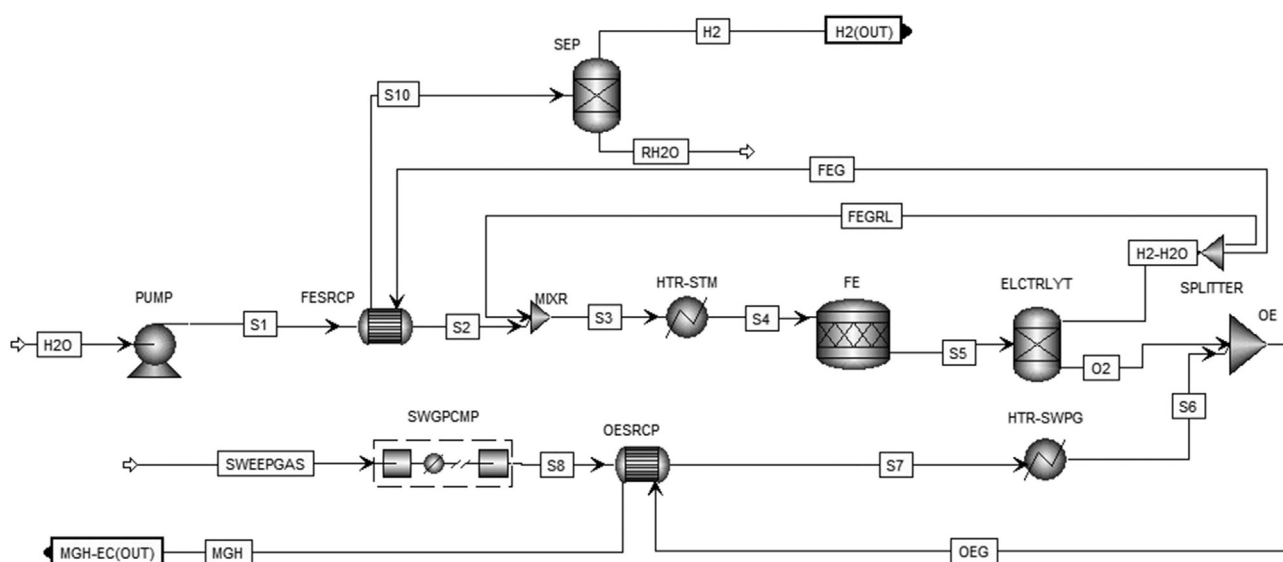 H2
H2(OUT)
SEP
S10
RH2O
FEG
FEGRL
H2-H2O
HTR-STM
FE
ELCTRLYT
SPLITTER
PUMP
FESRCP
MIXR
OE
S1
S2
S3
S4
H2O
S5
O2
S6
SWGPCMP
OESRCP
HTR-SWPG
SWEEPGAS
S8
S7
MGH-EC(OUT)
MGH
OEG